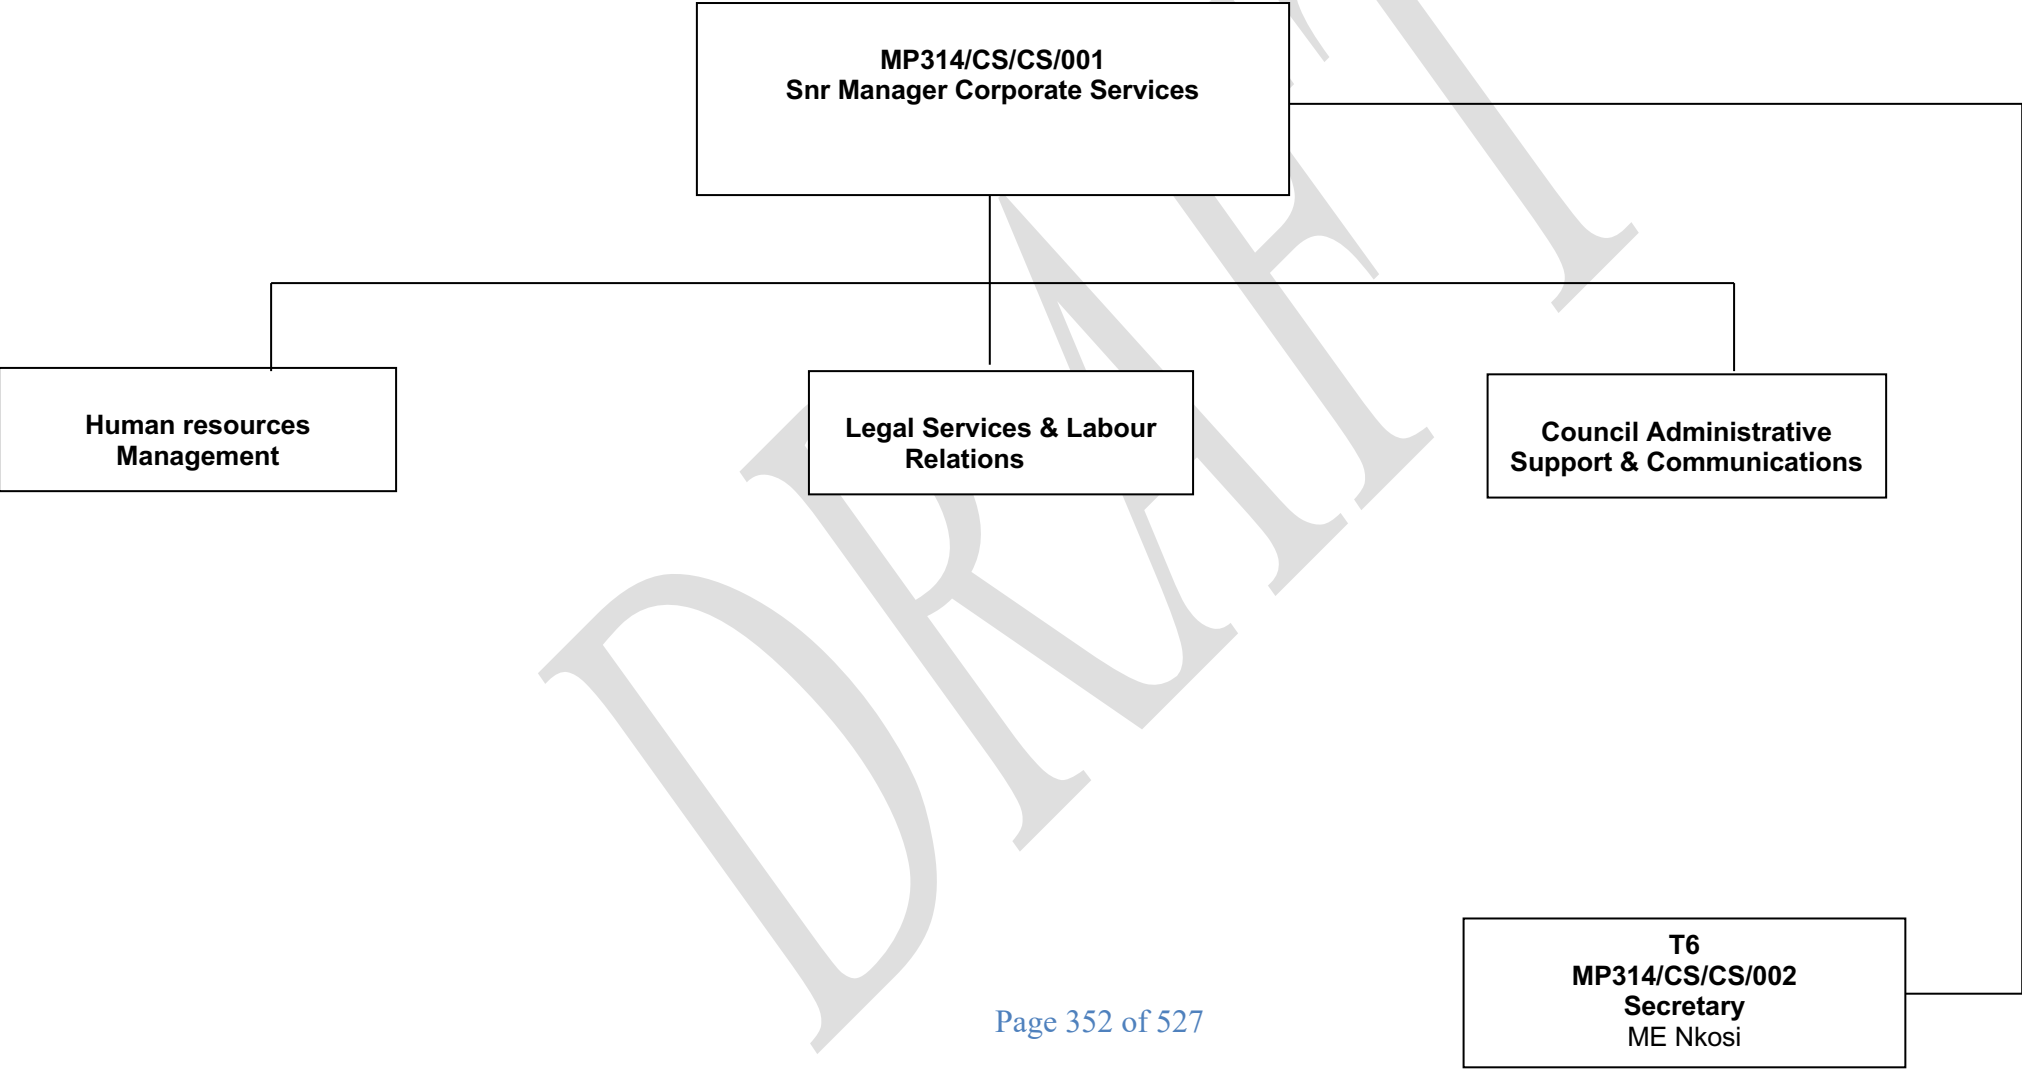 MP314/CS/CS/001
Snr Manager Corporate Services
Human resources
Management
Legal Services & Labour
Relations
Council Administrative
Support & Communications
DRAFT
T6
MP314/CS/CS/002
Secretary
ME Nkosi
Page 352 of 527